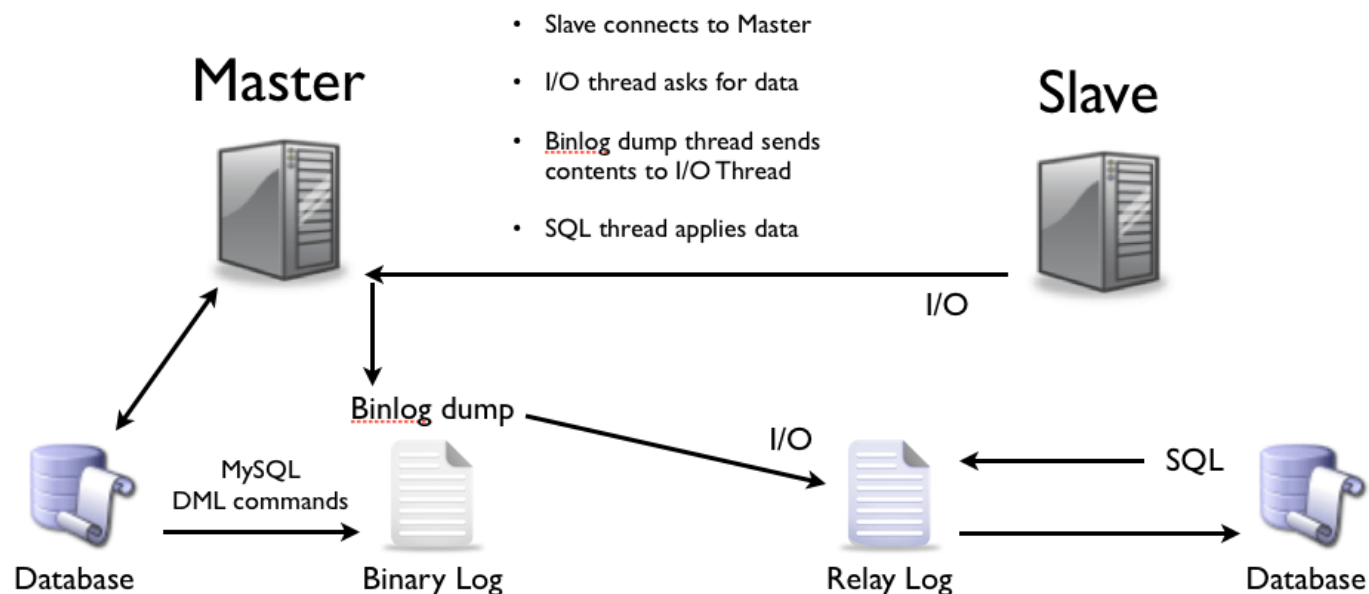 • Slave connects to Master
• I/O thread asks for data
• Binlog dump thread sends
contents to I/O Thread
• SQL thread applies data
Master
Slave
I/O
Binlog dump
I/O
SQL
MySQL
DML commands
Database
Binary Log
Relay Log
Database